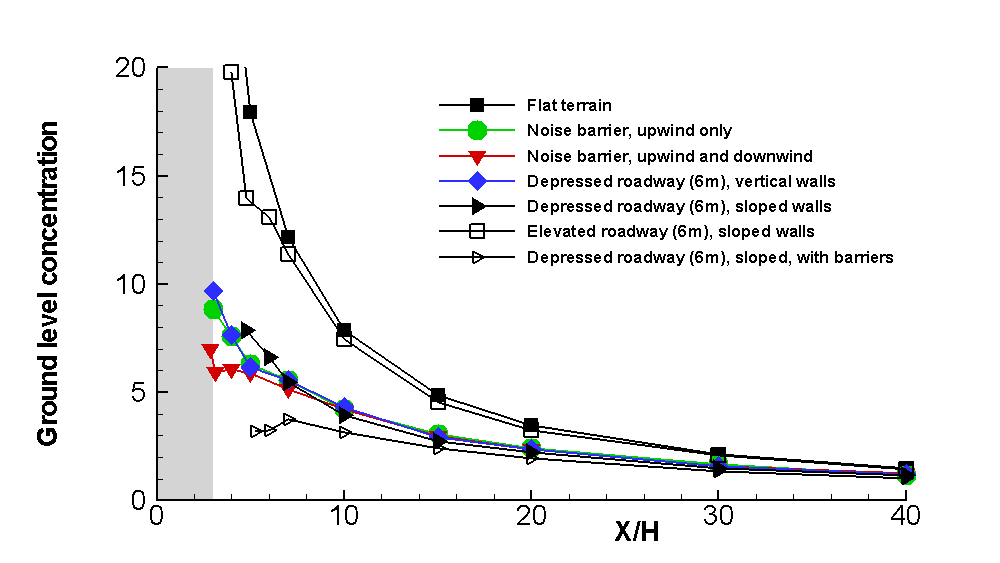 20
15
10
5
0
Ground level concentration
Flat terrain
Noise barrier, upwind only
Noise barrier, upwind and downwind
Depressed roadway (6m), vertical walls
Depressed roadway (6m), sloped walls
Elevated roadway (6m), sloped walls
Depressed roadway (6m), sloped, with barriers
0 10 20 30 40
X/H